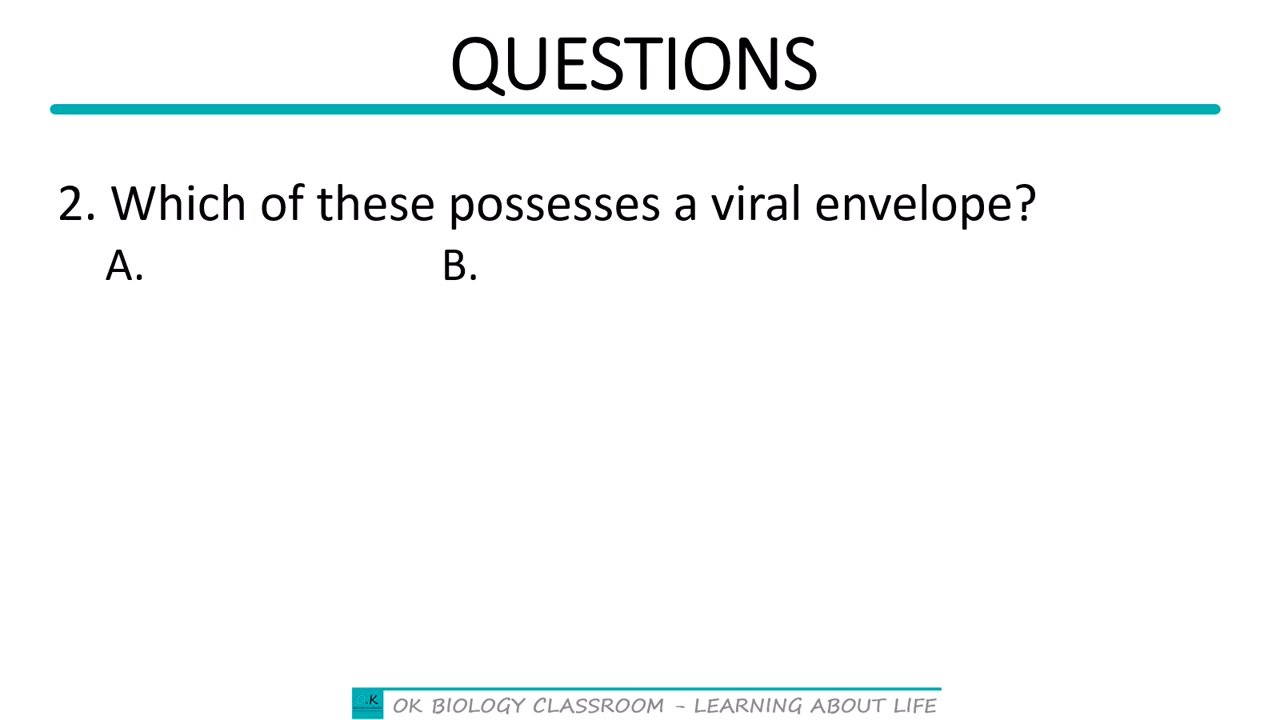 QUESTIONS
2. Which of these possesses a viral envelope?
A. B.
OK BIOLOGY CLASSROOM - LEARNING ABOUT LIFE